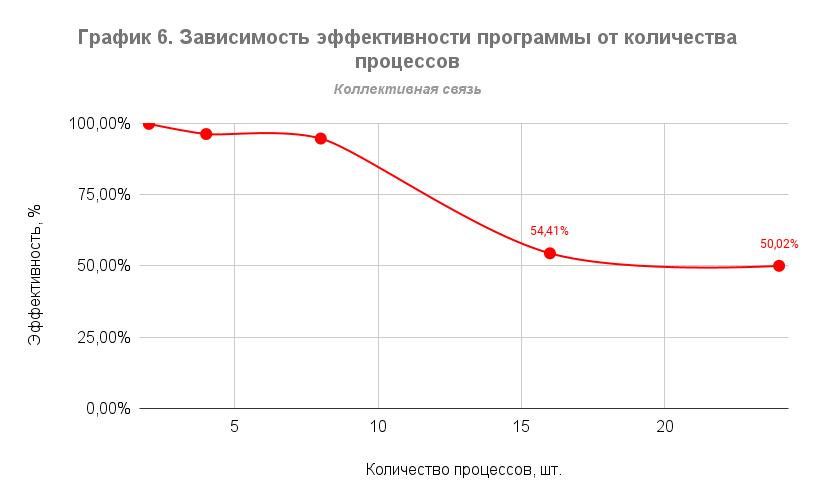 График 6. Зависимость эффективности программы от количества
процессов
Коллективная связь
100,00%
75,00%
50,00%
25,00%
0,00%
Эффективность, %
54,41%
50,02%
5
10
15
20
Количество процессов, шт.